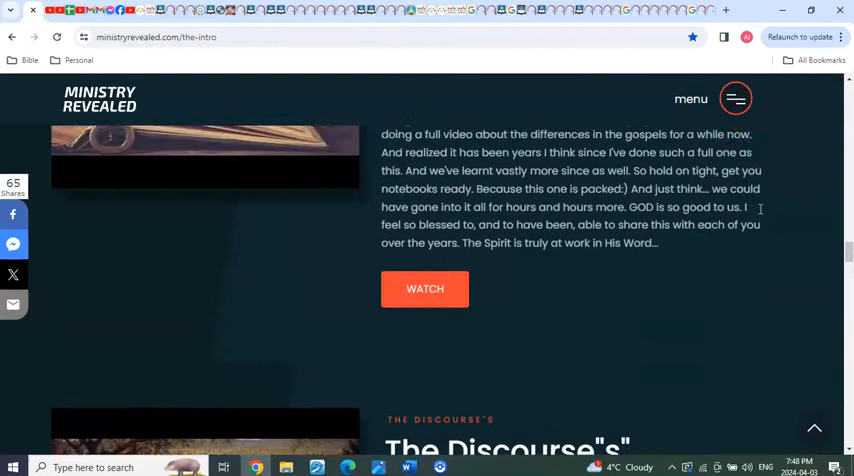 Relaunch to update
ministryrevealed.com/the-intro
Bible
Personal
All Bookmarks
MINISTRY
REVEALED
menu
doing a full video about the differences in the gospels for a while now.
And realized it has been years I think since I've done such a full one as
this. And we've learnt vastly more since as well. So hold on tight, get you
notebooks ready. Because this one is packed:) And just think... we could
have gone into it all for hours and hours more. GOD is so good to us. I
feel so blessed to, and to have been, able to share this with each of you
over the years. The Spirit is truly at work in His Word...
65
Shares
WATCH
THE DISCOURSE'S
The Discourse"s"
Type here to search
4°C Cloudy
ENG
7:48 PM
2024-04-03